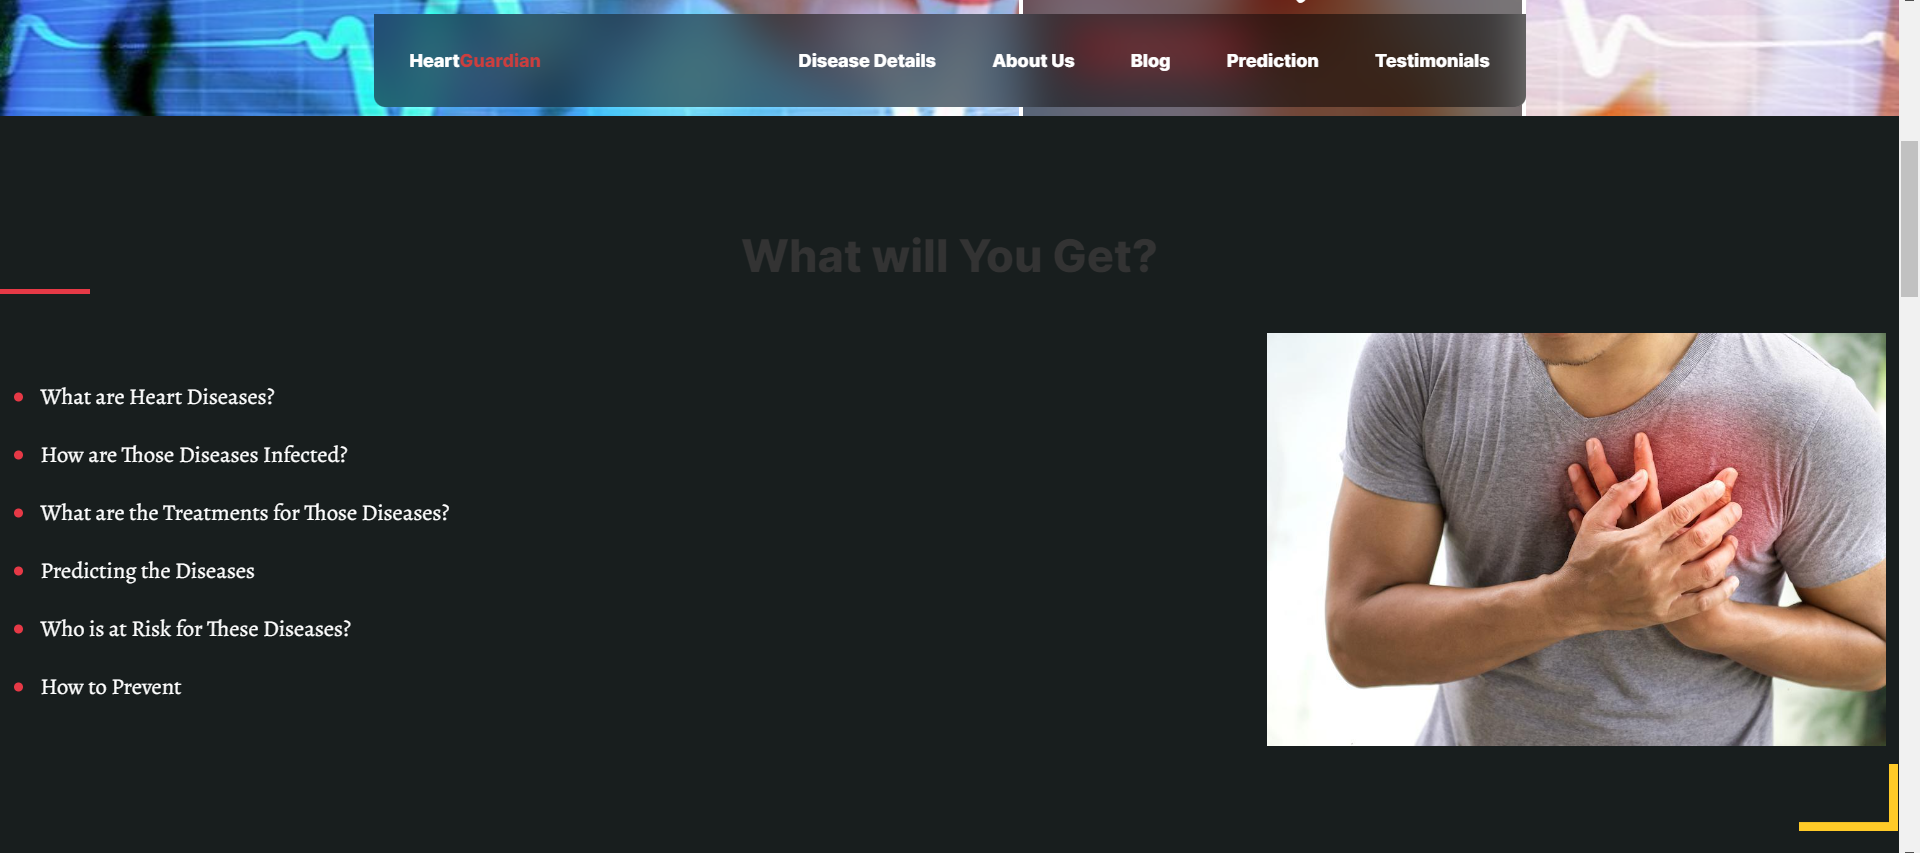 HeartGuardian
Disease Details
About Us
Blog
Prediction
Testimonials
What will You Get?
What are Heart Diseases?
How are Those Diseases Infected?
What are the Treatments for Those Diseases?
Predicting the Diseases
Who is at Risk for These Diseases?
How to Prevent